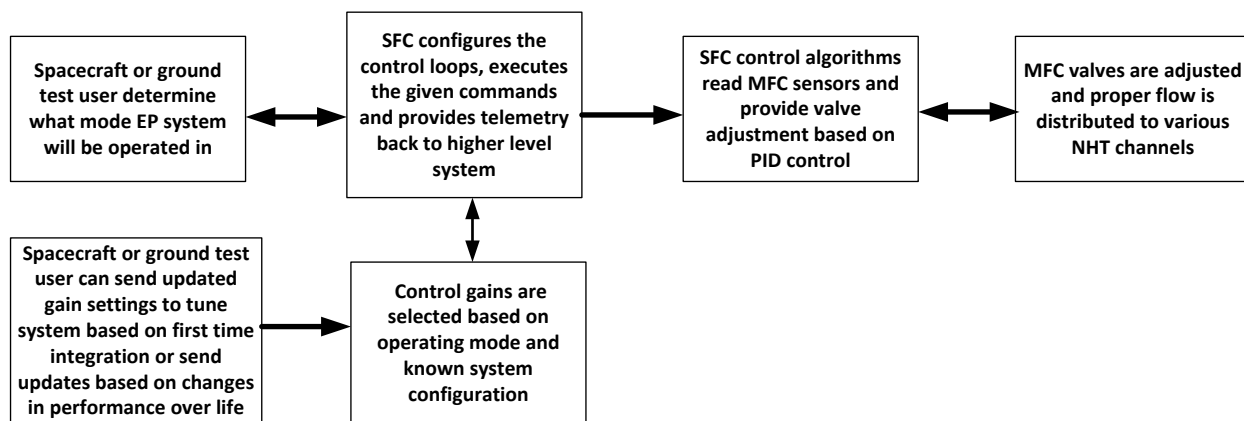 Spacecraft or ground
test user determine
what mode EP system
will be operated in
SFC configures the
control loops, executes
the given commands
and provides telemetry
back to higher level
system
SFC control algorithms
read MFC sensors and
provide valve
adjustment based on
PID control
MFC valves are adjusted
and proper flow is
distributed to various
NHT channels
Spacecraft or ground test
user can send updated
gain settings to tune
system based on first time
integration or send
updates based on changes
in performance over life
Control gains are
selected based on
operating mode and
known system
configuration